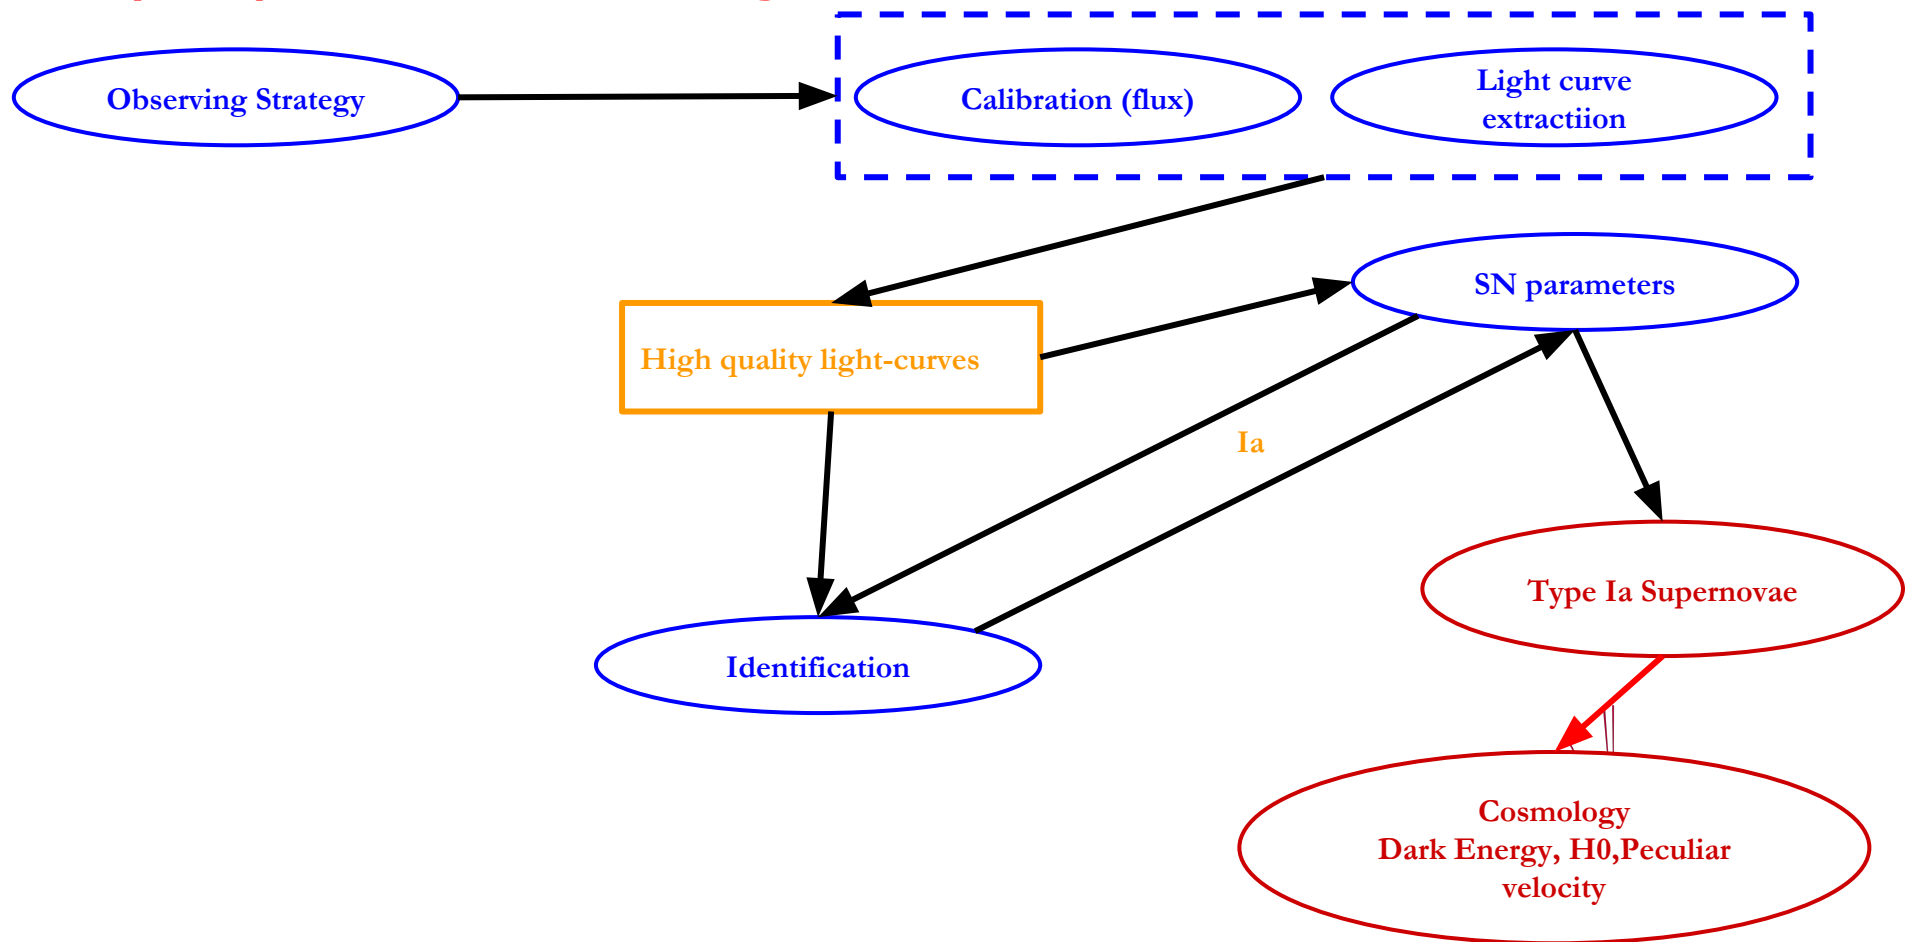 Observing Strategy
Calibration (flux)
Light curve
extractiion
SN parameters
High quality light-curves
Ia
Type Ia Supernovae
Identification
Cosmology
Dark Energy, H0,Peculiar
velocity